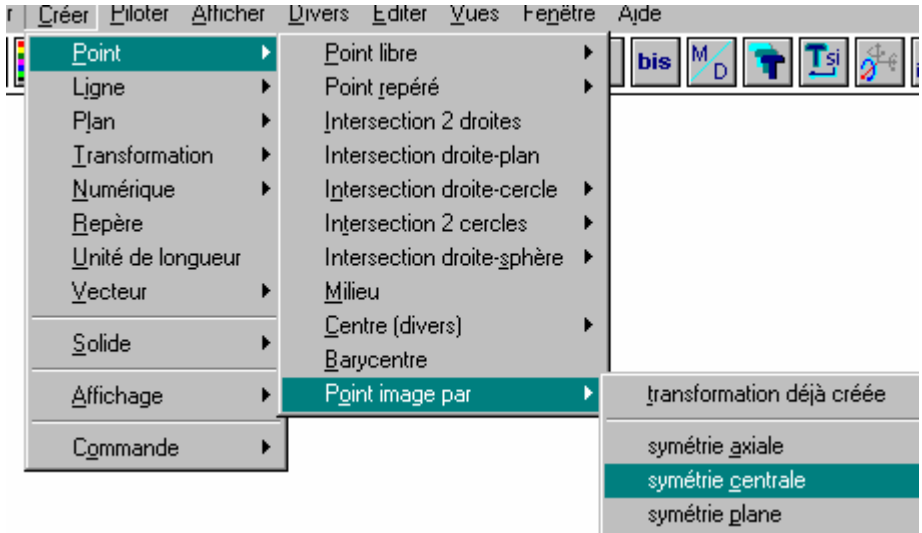 r Créer Piloter Afficher Divers Editer Vues Fenêtre Aide
bis M/D T Tsi
Point
Ligne
Plan
Transformation
Numérique
Repère
Unité de longueur
Vecteur
Solide
Affichage
Commande
Point libre
Point repéré
Intersection 2 droites
Intersection droite-plan
Intersection droite-cercle
Intersection 2 cercles
Intersection droite-sphère
Milieu
Centre (divers)
Barycentre
Point image par
transformation déjà créée
symétrie axiale
symétrie centrale
symétrie plane